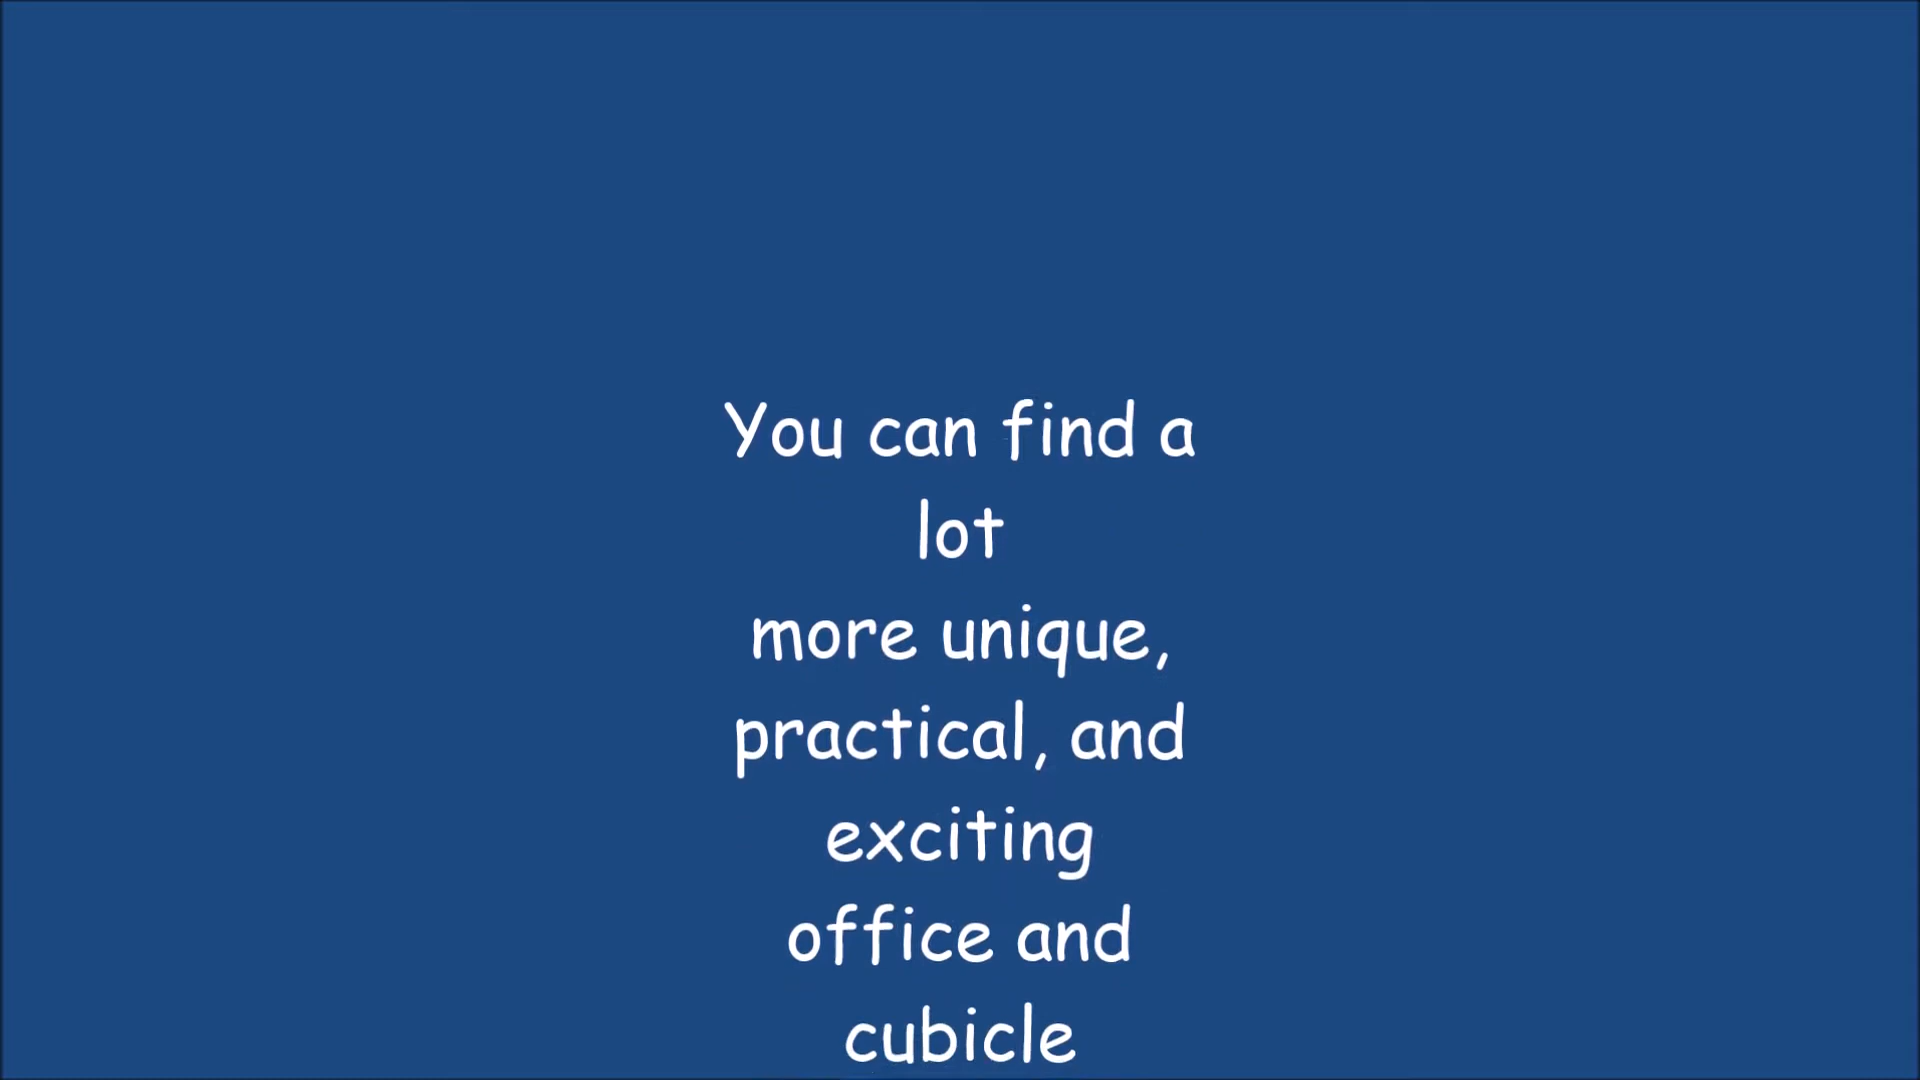 You can find a
lot
more unique,
practical, and
exciting
office and
cubicle